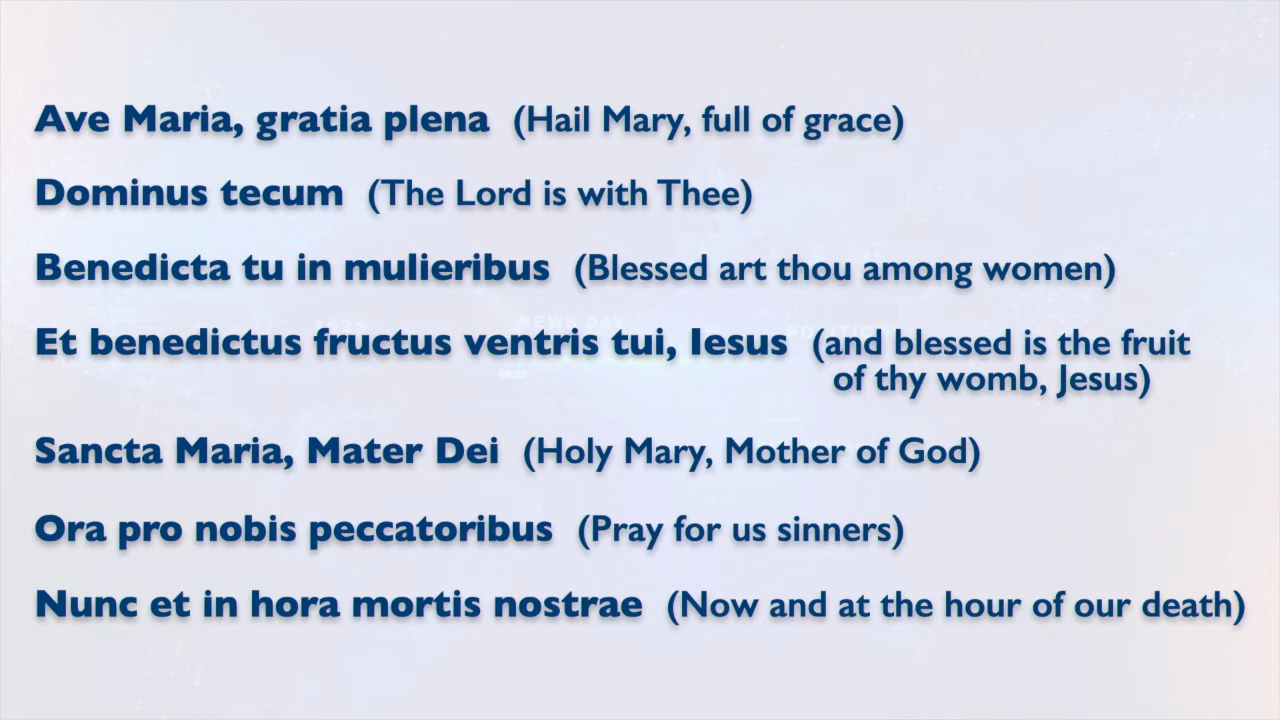 Ave Maria, gratia plena (Hail Mary, full of grace)
Dominus tecum (The Lord is with Thee)
Benedicta tu in mulieribus (Blessed art thou among women)
Et benedictus fructus ventris tui, Iesus (and blessed is the fruit
of thy womb, Jesus)
Sancta Maria, Mater Dei (Holy Mary, Mother of God)
Ora pro nobis peccatoribus (Pray for us sinners)
Nunc et in hora mortis nostrae (Now and at the hour of our death)